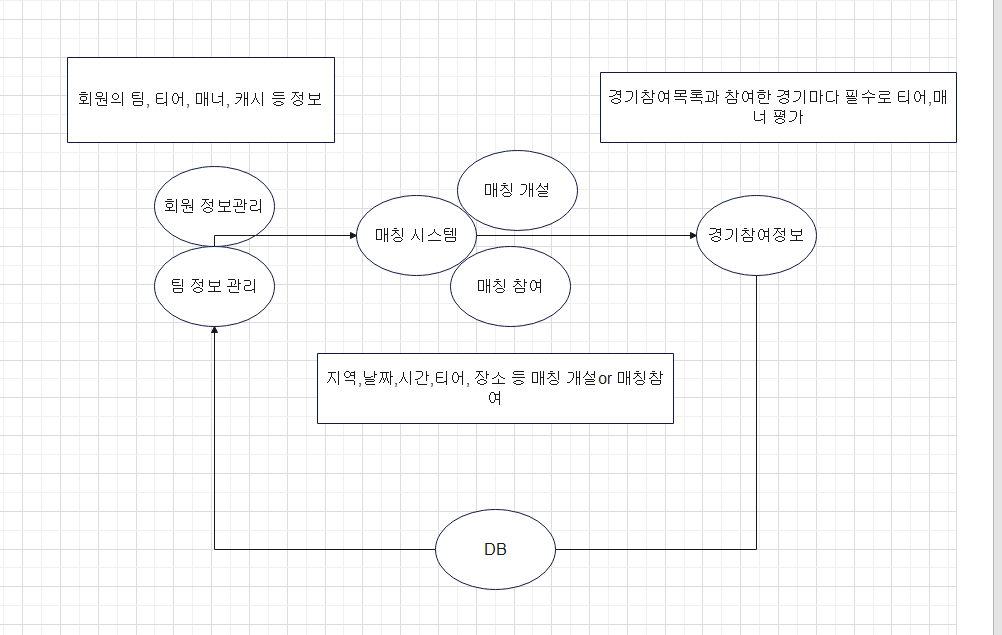 회원의 팀, 티어, 매너, 캐시 등 정보
경기참여목록과 참여한 경기마다 필수로 티어,매
너 평가
회원 정보관리
매칭 개설
매칭 시스템
경기참여정보
팀 정보 관리
매칭 참여
지역,날짜,시간,티어, 장소 등 매칭 개설or 매칭참
여
DB